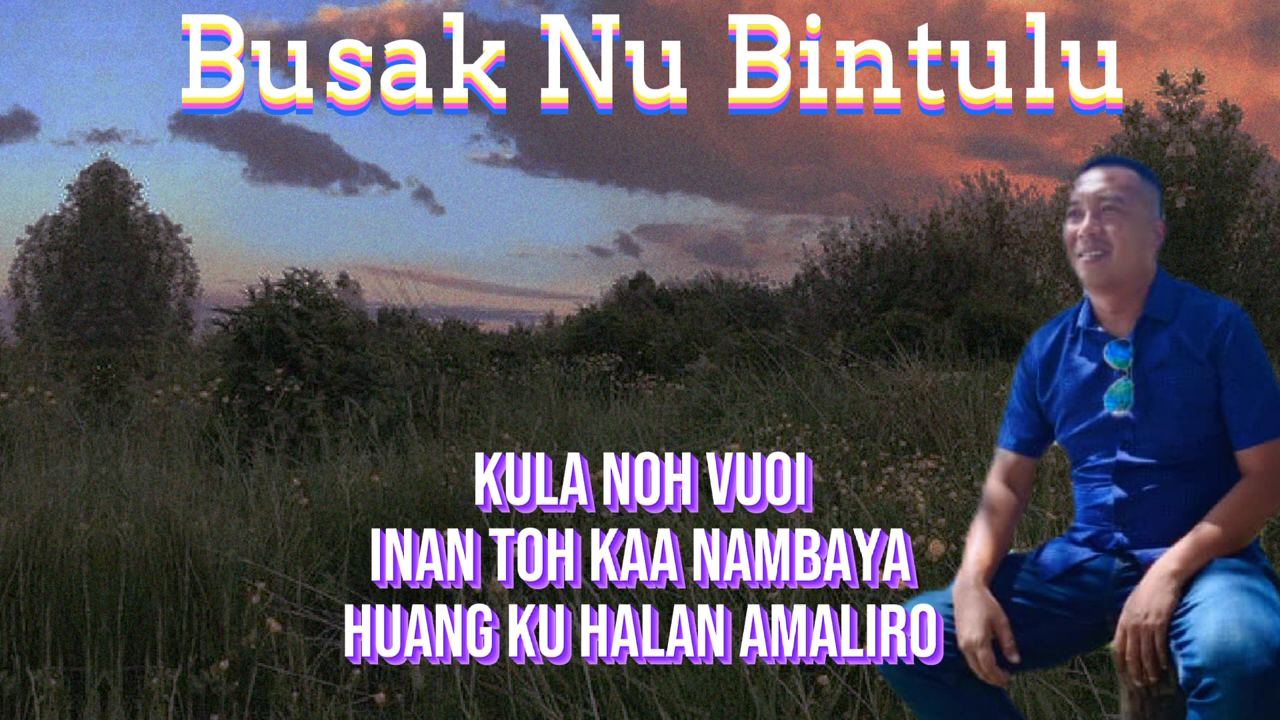 Busak Nu Bintulu
KULA NOH VUOI
INAN TOH KAA NAMBAYA
HUANG KU HALAN AMALIRO